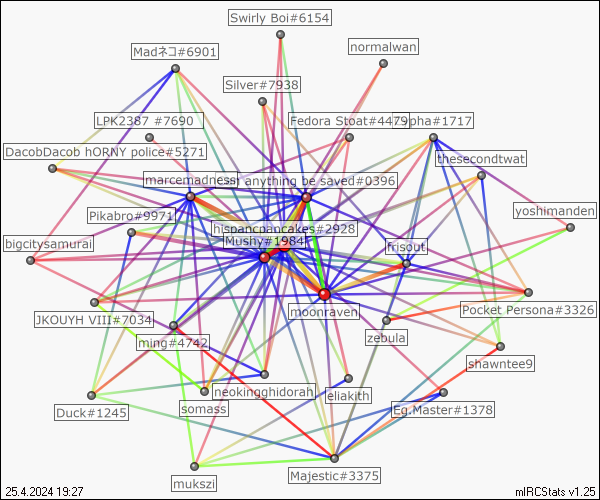 Swirly Boi#6154
normalwan
Madネコ#6901
Silver#7938
LPK2387 #7690
Fedora Stoat#4479
pha#1717
DacobDacob hORNY police#5271
thesecondtwat
marcemadness
anything be saved#0396
Pikabro#9971
yoshimanden
hispancpancakes#2928
Mushy#1984
bigcitysamurai
frisout
moonraven
Pocket Persona#3326
JKOUYH VIII#7034
zebula
ming#4742
shawntee9
neokingghidorah
eliakith
Duck#1245
somass
Eg.Master#1378
Majestic#3375
mukszi
25.4.2024 19:27
mIRCStats v1.25